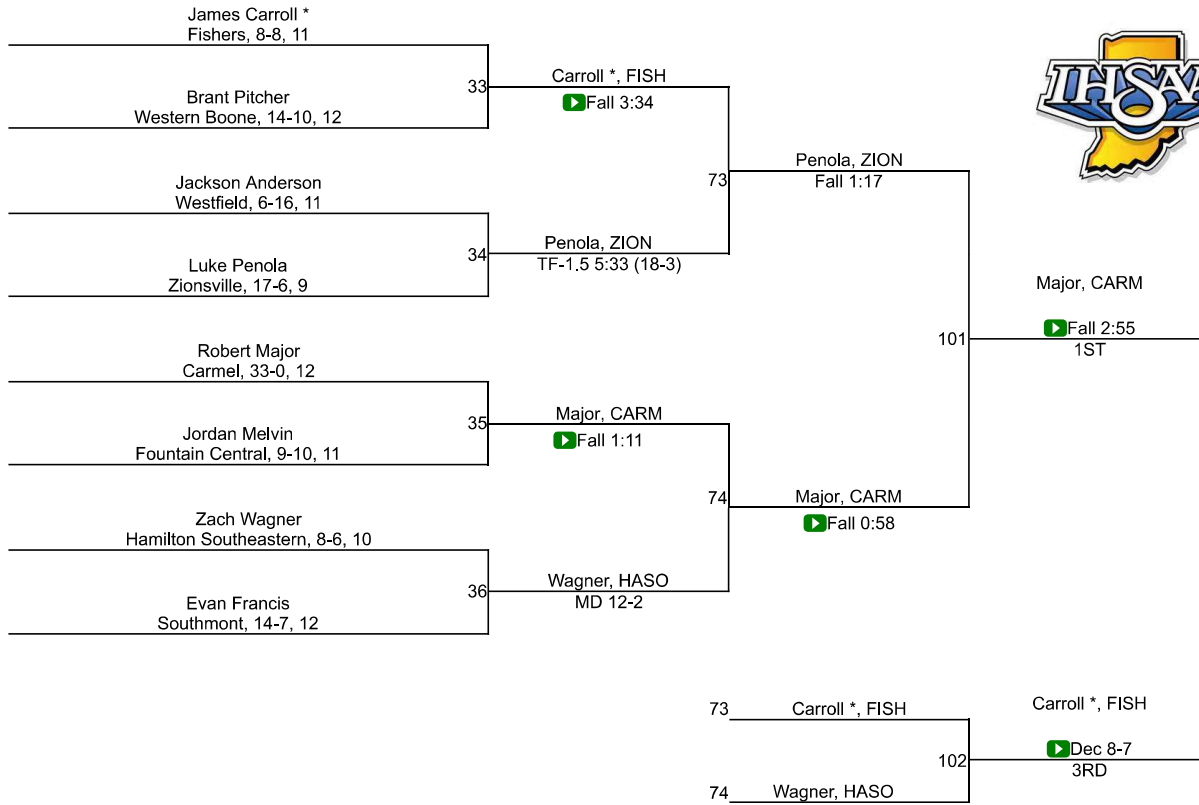 James Carroll *
Fishers, 8-8, 11
33
Brant Pitcher
Western Boone, 14-10, 12
Carroll *, FISH
Fall 3:34
Jackson Anderson
Westfield, 6-16, 11
34
Luke Penola
Zionsville, 17-6, 9
Penola, ZION
TF-1.5 5:33 (18-3)
73
Penola, ZION
Fall 1:17
Robert Major
Carmel, 33-0, 12
35
Jordan Melvin
Fountain Central, 9-10, 11
Major, CARM
Fall 1:11
Zach Wagner
Hamilton Southeastern, 8-6, 10
36
Evan Francis
Southmont, 14-7, 12
Wagner, HASO
MD 12-2
74
Major, CARM
Fall 0:58
101
Major, CARM
Fall 2:55
1ST
IHSAA
73
Carroll *, FISH
74
Wagner, HASO
102
Carroll *, FISH
Dec 8-7
3RD